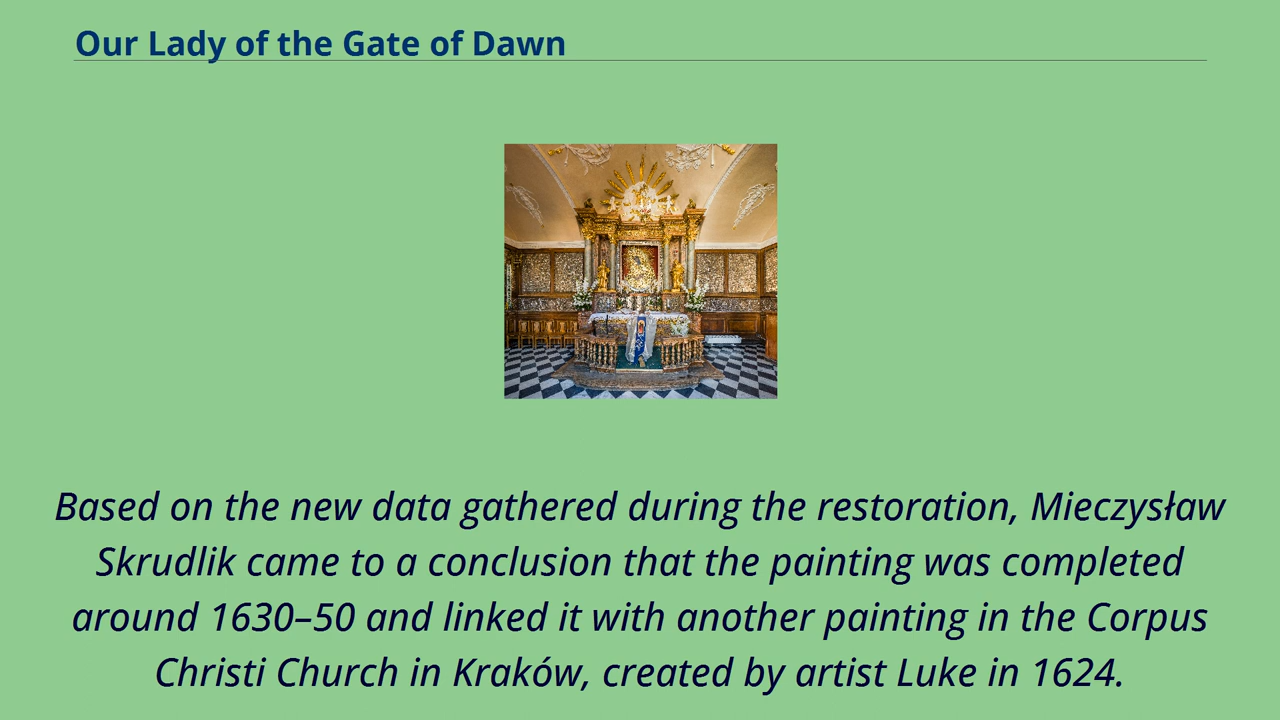 Our Lady of the Gate of Dawn
Based on the new data gathered during the restoration, Mieczysław
Skrudlik came to a conclusion that the painting was completed
around 1630–50 and linked it with another painting in the Corpus
Christi Church in Kraków, created by artist Luke in 1624.